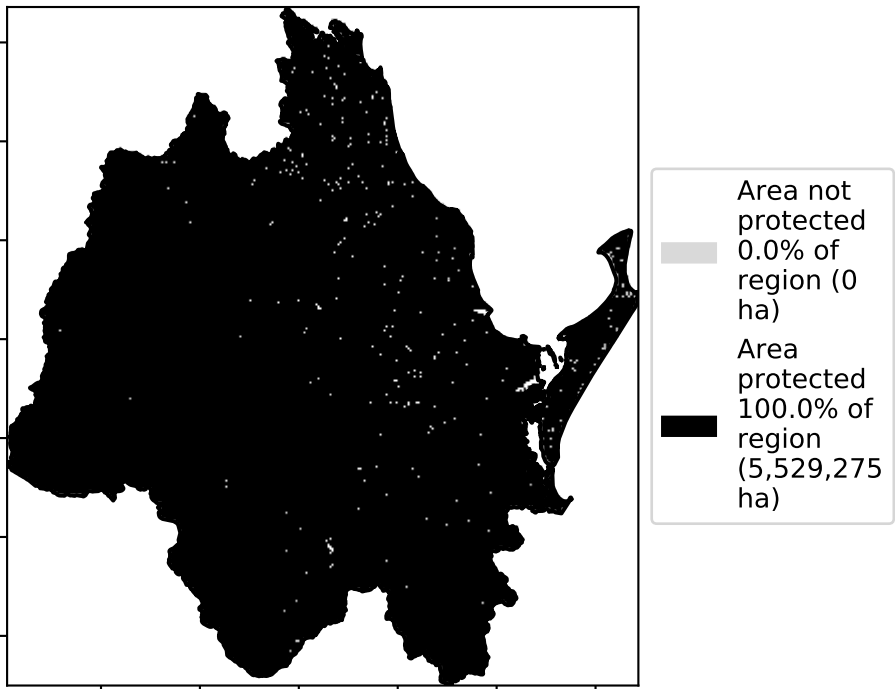 Area not
protected
0.0% of
region (0
ha)
Area
protected
100.0% of
region
(5,529,275
ha)